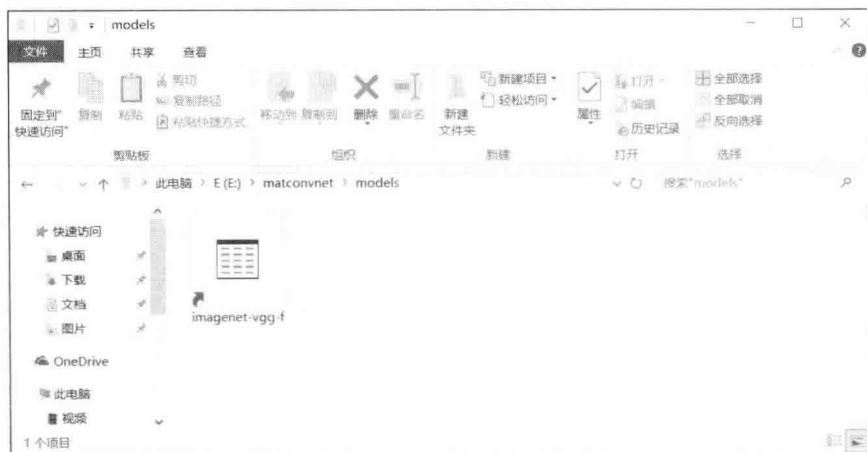 models
文件 主页 共享 查看
固定到"快速访问"
复制
粘贴
剪切
复制路径
粘贴快捷方式
剪贴板
移动到
复制到
删除
重命名
组织
新建文件夹
新建项目
轻松访问
新建
属性
打开
编辑
历史记录
打开
全部选择
全部取消
反向选择
选择
此电脑 > E (E:) > matconvnet > models
搜索"models"
快速访问
桌面
下载
文档
图片
OneDrive
此电脑
视频
imagenet-vgg-f
1 个项目